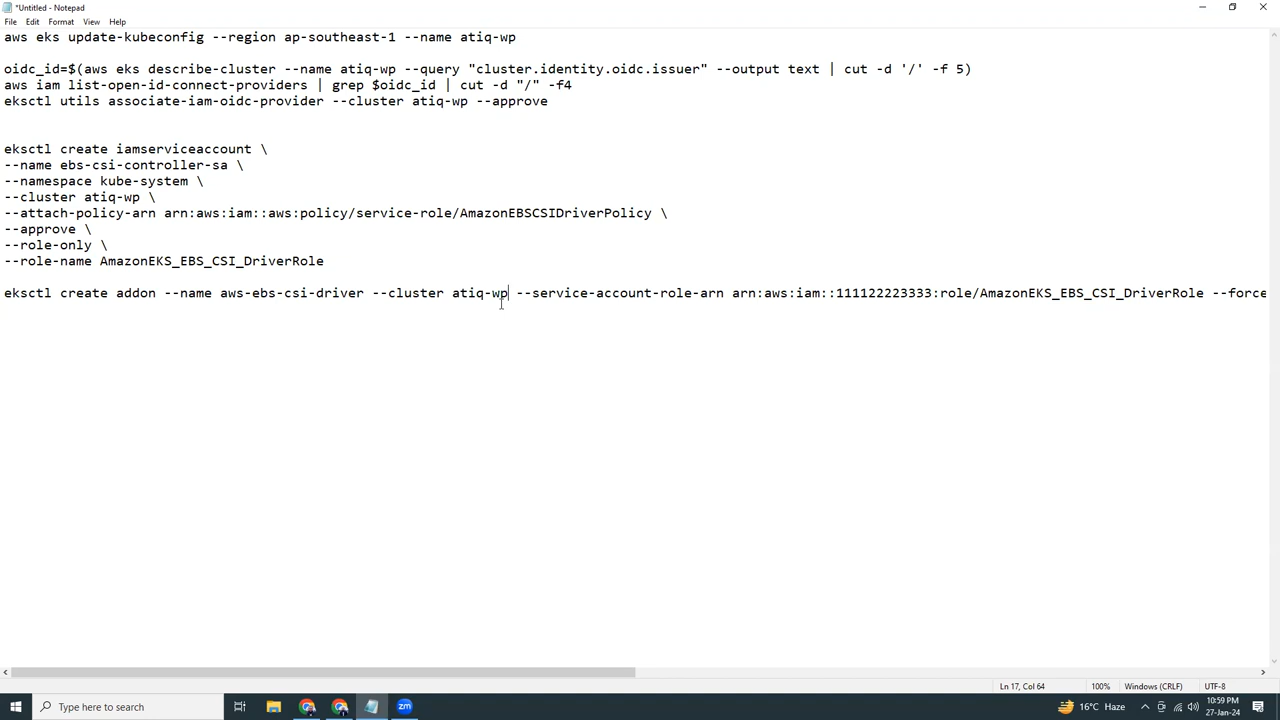 *Untitled - Notepad
File Edit Format View Help
aws eks update-kubeconfig --region ap-southeast-1 --name atiq-wp
oidc_id=$(aws eks describe-cluster --name atiq-wp --query "cluster.identity.oidc.issuer" --output text | cut -d '/' -f 5)
aws iam list-open-id-connect-providers | grep $oidc_id | cut -d "/" -f4
eksctl utils associate-iam-oidc-provider --cluster atiq-wp --approve
eksctl create iamserviceaccount \
--name ebs-csi-controller-sa \
--namespace kube-system \
--cluster atiq-wp \
--attach-policy-arn arn:aws:iam::aws:policy/service-role/AmazonEBSCSIDriverPolicy \
--approve \
--role-only \
--role-name AmazonEKS_EBS_CSI_DriverRole
eksctl create addon --name aws-ebs-csi-driver --cluster atiq-wp --service-account-role-arn arn:aws:iam::111122223333:role/AmazonEKS_EBS_CSI_DriverRole --force
Ln 17, Col 64 100% Windows (CRLF) UTF-8
Type here to search
16°C Haze
10:59 PM
27-Jan-24